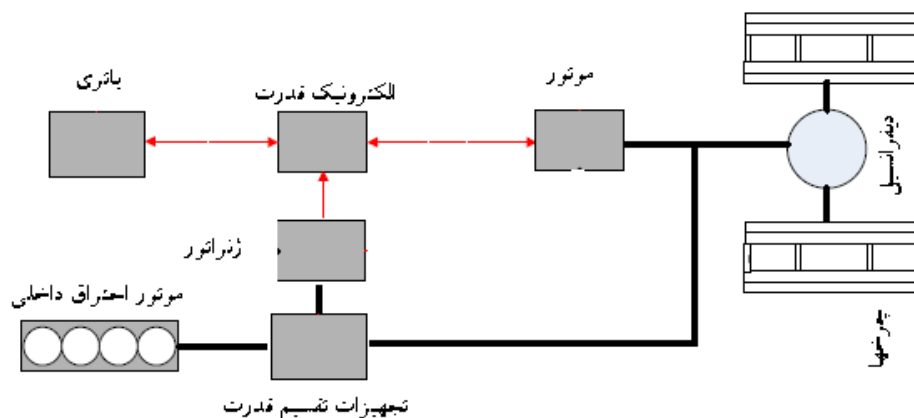 باتری
الکترونیک قدرت
موتور
دیفرانسیل
ژنراتور
موتور احتراق داخلی
چرخها
تجهیزات تقسیم قدرت